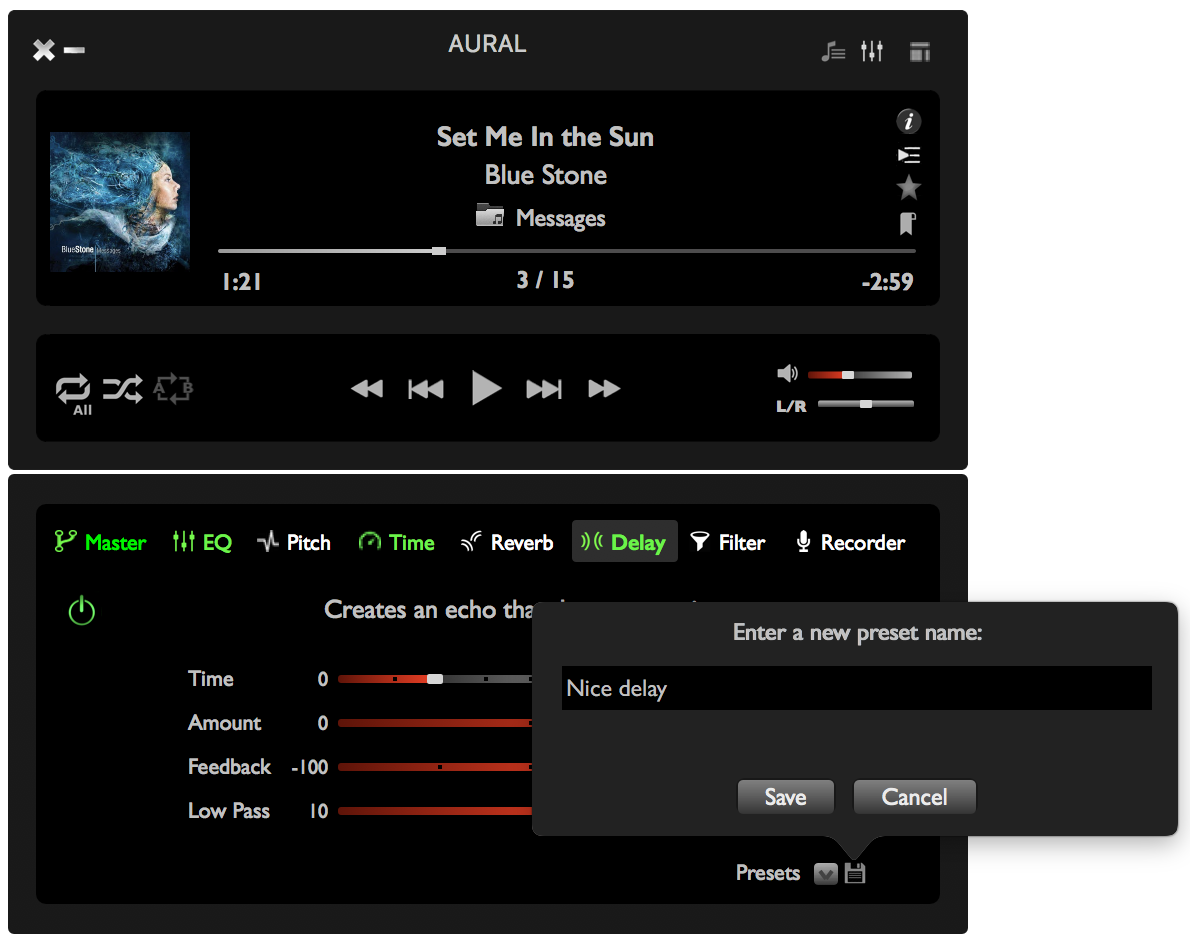 AURAL
Set Me In the Sun
Blue Stone
Messages
BlueStone Messages
1:21 3 / 15 -2:59
All A B
L/R
Master EQ Pitch Time Reverb Delay Filter Recorder
Creates an echo
Enter a new preset name:
Time 0
Nice delay
Amount 0
Feedback -100
Low Pass 10
Save Cancel
Presets